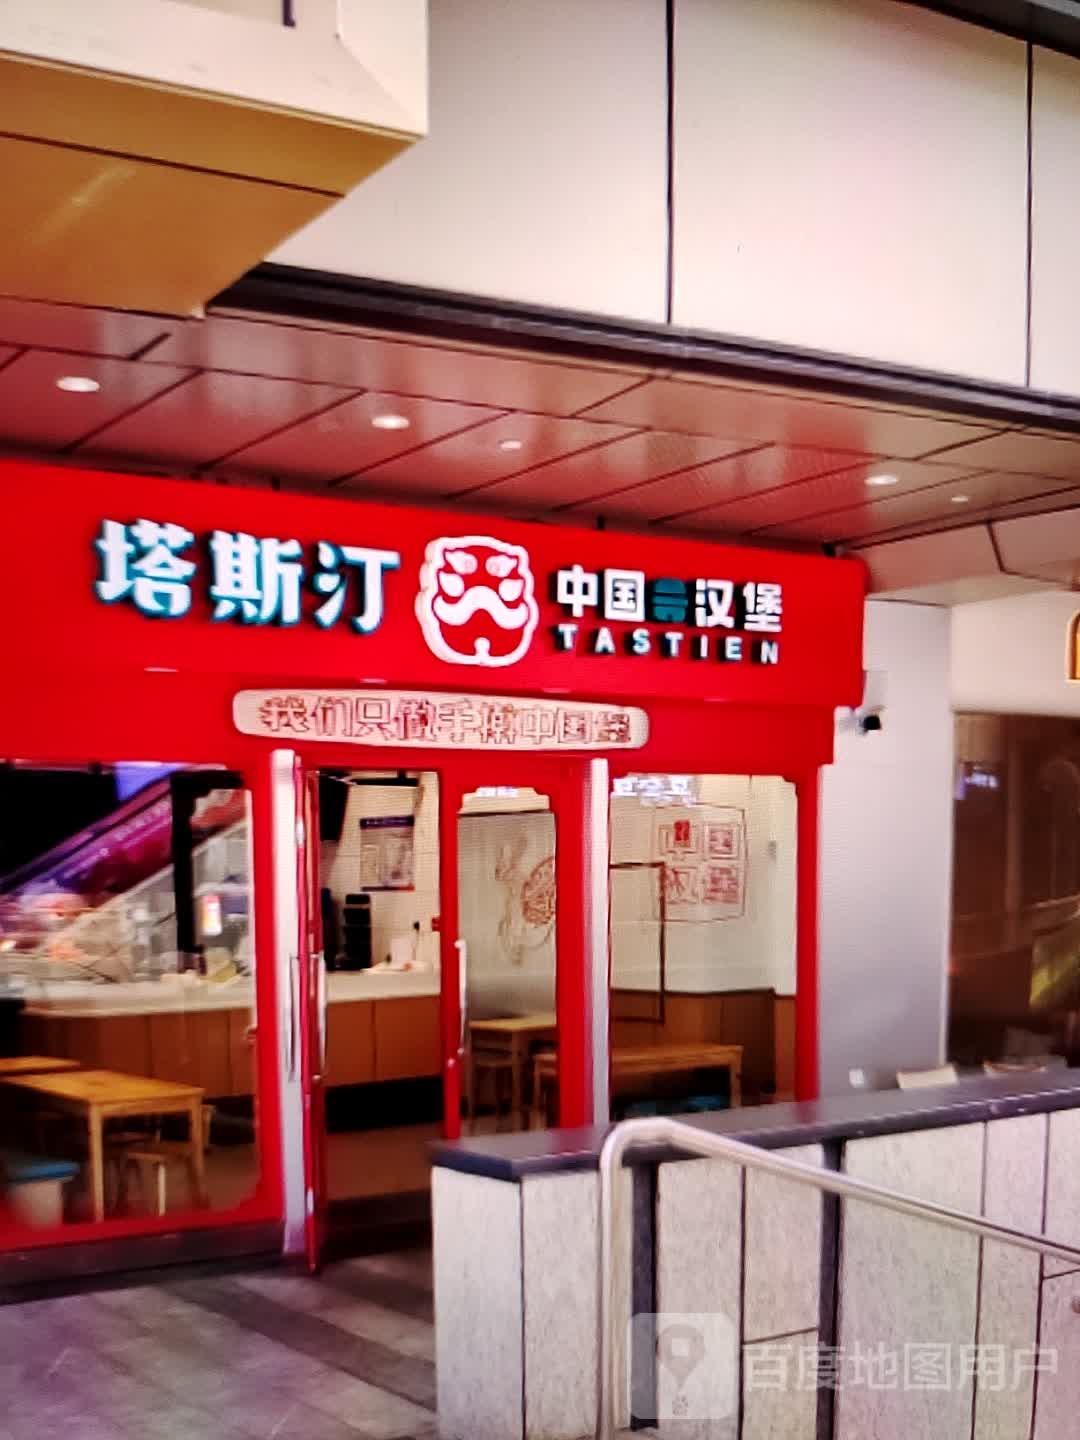 塔斯汀
中国汉堡
TASTIEN
我们只做手擀中国堡
中国
汉堡
百度地图用户